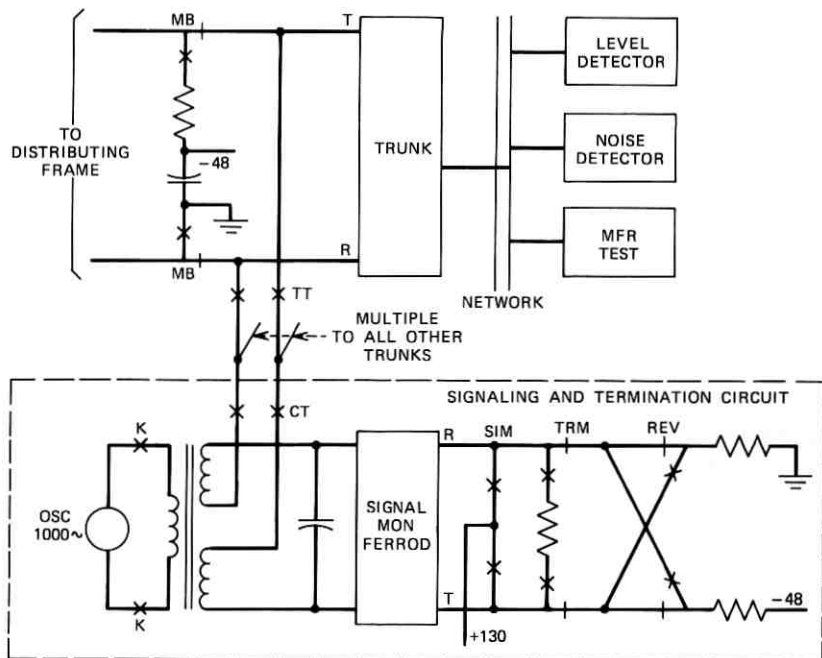 MB
T
LEVEL
DETECTOR
TO
DISTRIBUTING
FRAME
-48
TRUNK
NOISE
DETECTOR
MFR
TEST
MB
R
NETWORK
TT
MULTIPLE
TO ALL OTHER
TRUNKS
SIGNALING AND TERMINATION CIRCUIT
CT
K
R
SIM
TRM
REV
OSC
1000~
SIGNAL
MON
FERROD
K
T
+130
-48